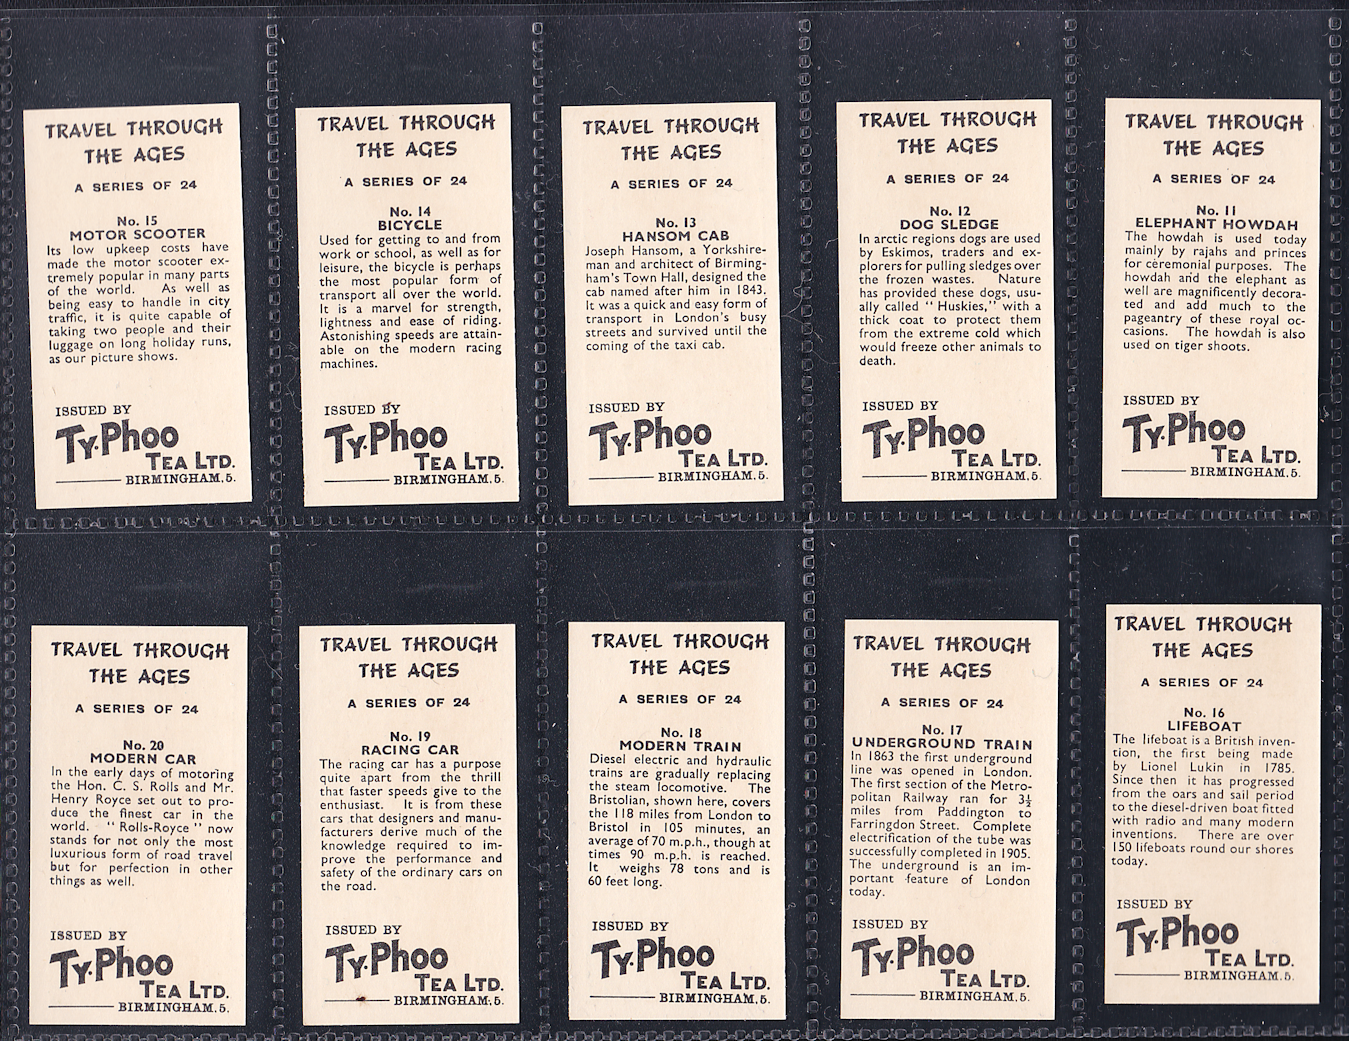 TRAVEL THROUGH
THE AGES
A SERIES OF 24
No. 15
MOTOR SCOOTER
Its low upkeep costs have
made the motor scooter ex-
tremely popular in many parts
of the world. As well as
being easy to handle in city
traffic, it is quite capable of
taking two people and their
luggage on long holiday runs,
as our picture shows.
ISSUED BY
Ty·Phoo
TEA LTD.
BIRMINGHAM, 5.
TRAVEL THROUGH
THE AGES
A SERIES OF 24
No. 14
BICYCLE
Used for getting to and from
work or school, as well as for
leisure, the bicycle is perhaps
the most popular form of
transport all over the world.
It is a marvel for strength,
lightness and ease of riding.
Astonishing speeds are attain-
able on the modern racing
machines.
ISSUED BY
Ty·Phoo
TEA LTD.
BIRMINGHAM, 5.
TRAVEL THROUGH
THE AGES
A SERIES OF 24
No. 13
HANSOM CAB
Joseph Hansom, a Yorkshire-
man and architect of Birming-
ham's Town Hall, designed the
cab named after him in 1843.
It was a quick and easy form of
transport in London's busy
streets and survived until the
coming of the taxi cab.
ISSUED BY
Ty·Phoo
TEA LTD.
BIRMINGHAM, 5.
TRAVEL THROUGH
THE AGES
A SERIES OF 24
No. 12
DOG SLEDGE
In arctic regions dogs are used
by Eskimos, traders and ex-
plorers for pulling sledges over
the frozen wastes. Nature
has provided these dogs, usu-
ally called " Huskies," with a
thick coat to protect them
from the extreme cold which
would freeze other animals to
death.
ISSUED BY
Ty·Phoo
TEA LTD.
BIRMINGHAM, 5.
TRAVEL THROUGH
THE AGES
A SERIES OF 24
No. 11
ELEPHANT HOWDAH
The howdah is used today
mainly by rajahs and princes
for ceremonial purposes. The
howdah and the elephant as
well are magnificently decora-
ted and add much to the
pageantry of these royal oc-
casions. The howdah is also
used on tiger shoots.
ISSUED BY
Ty·Phoo
TEA LTD.
BIRMINGHAM, 5.
TRAVEL THROUGH
THE AGES
A SERIES OF 24
No. 20
MODERN CAR
In the early days of motoring
the Hon. C. S. Rolls and Mr.
Henry Royce set out to pro-
duce the finest car in the
world. " Rolls-Royce " now
stands for not only the most
luxurious form of road travel
but for perfection in other
things as well.
ISSUED BY
Ty·Phoo
TEA LTD.
BIRMINGHAM, 5.
TRAVEL THROUGH
THE AGES
A SERIES OF 24
No. 19
RACING CAR
The racing car has a purpose
quite apart from the thrill
that faster speeds give to the
enthusiast. It is from these
cars that designers and manu-
facturers derive much of the
knowledge required to im-
prove the performance and
safety of the ordinary cars on
the road.
ISSUED BY
Ty·Phoo
TEA LTD.
BIRMINGHAM, 5.
TRAVEL THROUGH
THE AGES
A SERIES OF 24
No. 18
MODERN TRAIN
Diesel electric and hydraulic
trains are gradually replacing
the steam locomotive. The
Bristolian, shown here, covers
the 118 miles from London to
Bristol in 105 minutes, an
average of 70 m.p.h., though at
times 90 m.p.h. is reached.
It weighs 78 tons and is
60 feet long.
ISSUED BY
Ty·Phoo
TEA LTD.
BIRMINGHAM, 5.
TRAVEL THROUGH
THE AGES
A SERIES OF 24
No. 17
UNDERGROUND TRAIN
In 1863 the first underground
line was opened in London.
The first section of the Metro-
politan Railway ran for 3½
miles from Paddington to
Farringdon Street. Complete
electrification of the tube was
successfully completed in 1905.
The underground is an im-
portant feature of London
today.
ISSUED BY
Ty·Phoo
TEA LTD.
BIRMINGHAM, 5.
TRAVEL THROUGH
THE AGES
A SERIES OF 24
No. 16
LIFEBOAT
The lifeboat is a British inven-
tion, the first being made
by Lionel Lukin in 1785.
Since then it has progressed
from the oars and sail period
to the diesel-driven boat fitted
with radio and many modern
inventions. There are over
150 lifeboats round our shores
today.
ISSUED BY
Ty·Phoo
TEA LTD.
BIRMINGHAM, 5.